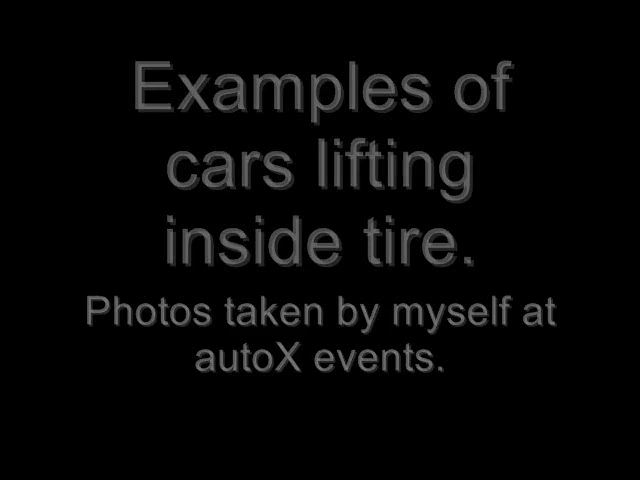 Examples of
cars lifting
inside tire.
Photos taken by myself at
autoX events.